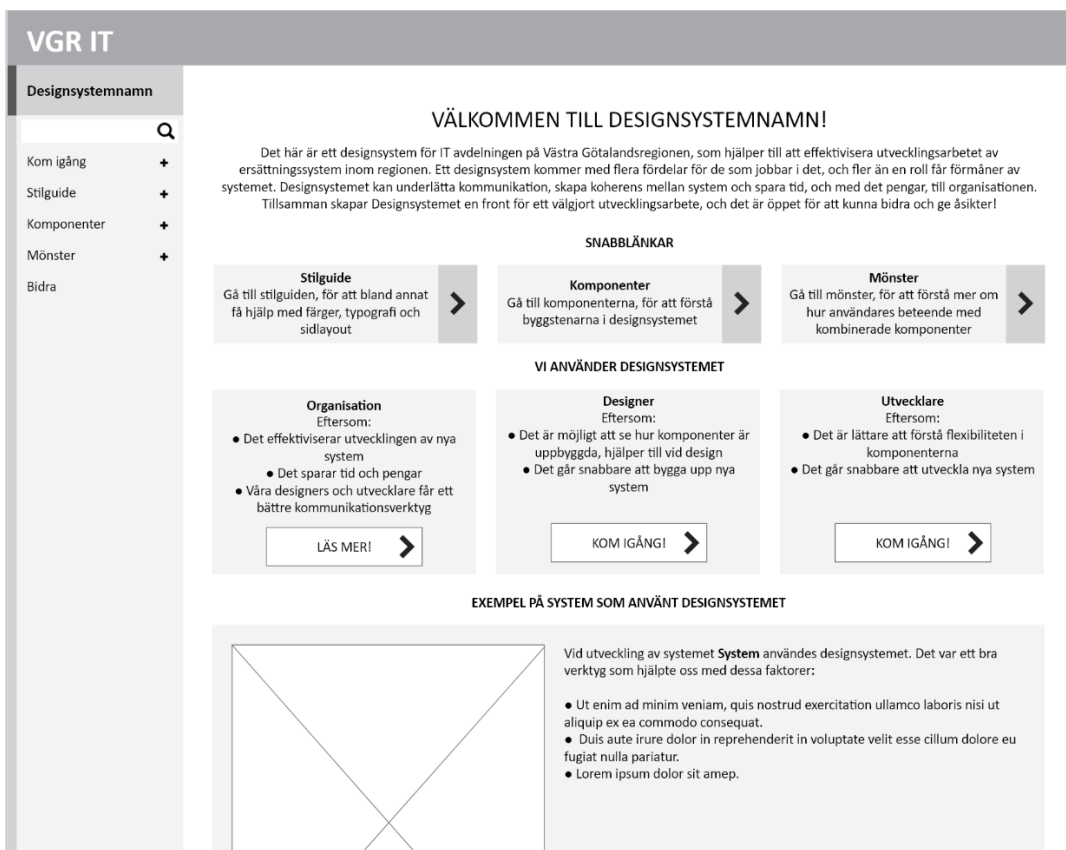 VGR IT
Designsystemnamn
Kom igång +
Stilguide +
Komponenter +
Mönster +
Bidra
VÄLKOMMEN TILL DESIGNSYSTEMNAMN!
Det här är ett designsystem för IT avdelningen på Västra Götalandsregionen, som hjälper till att effektivisera utvecklingsarbetet av
ersättningssystem inom regionen. Ett designsystem kommer med flera fördelar för de som jobbar i det, och fler än en roll får förmåner av
systemet. Designsystemet kan underlätta kommunikation, skapa koherens mellan system och spara tid, och med det pengar, till organisationen.
Tillsamman skapar Designsystemet en front för ett välgjort utvecklingsarbete, och det är öppet för att kunna bidra och ge åsikter!
SNABBLÄNKAR
Stilguide
Gå till stilguiden, för att bland annat
få hjälp med färger, typografi och
sidlayout
Komponenter
Gå till komponenterna, för att förstå
byggstenarna i designsystemet
Mönster
Gå till mönster, för att förstå mer om
hur användares beteende med
kombinerade komponenter
VI ANVÄNDER DESIGNSYSTEMET
Organisation
Eftersom:
● Det effektiviserar utvecklingen av nya
system
● Det sparar tid och pengar
● Våra designers och utvecklare får ett
bättre kommunikationsverktyg
LÄS MER!
Designer
Eftersom:
● Det är möjligt att se hur komponenter är
uppbyggda, hjälper till vid design
● Det går snabbare att bygga upp nya
system
KOM IGÅNG!
Utvecklare
Eftersom:
● Det är lättare att förstå flexibiliteten i
komponenterna
● Det går snabbare att utveckla nya system
KOM IGÅNG!
EXEMPEL PÅ SYSTEM SOM ANVÄNT DESIGNSYSTEMET
Vid utveckling av systemet System användes designsystemet. Det var ett bra
verktyg som hjälpte oss med dessa faktorer:
● Ut enim ad minim veniam, quis nostrud exercitation ullamco laboris nisi ut
aliquip ex ea commodo consequat.
● Duis aute irure dolor in reprehenderit in voluptate velit esse cillum dolore eu
fugiat nulla pariatur.
● Lorem ipsum dolor sit amep.